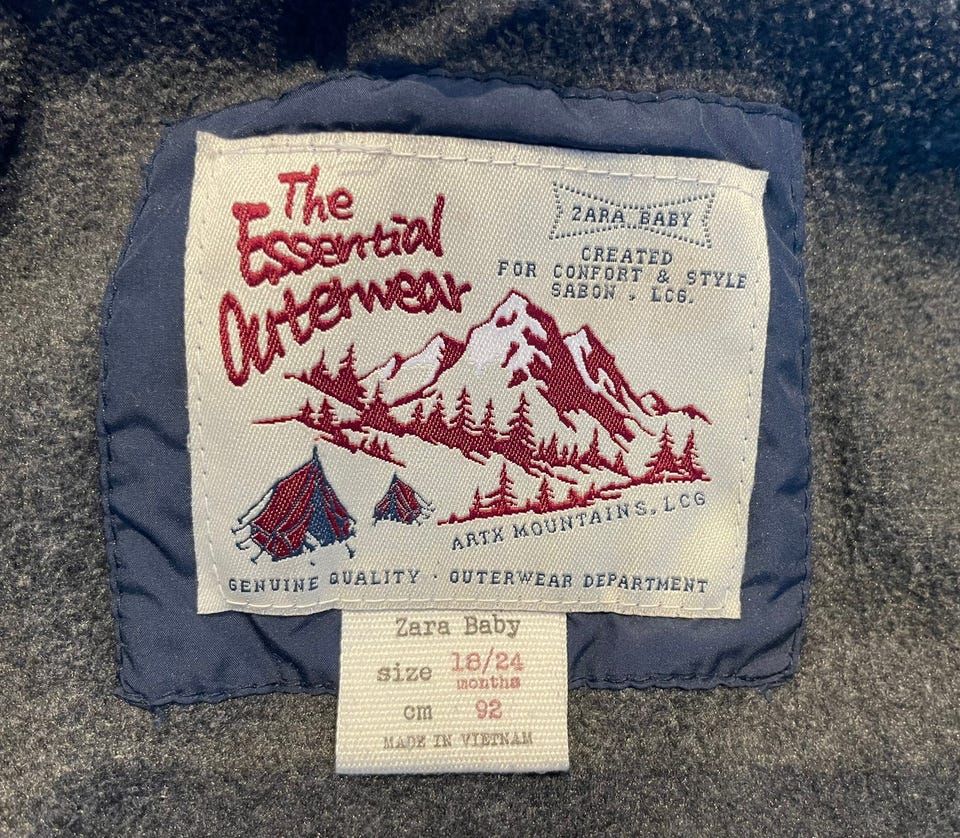 The
Essential
Outerwear
ZARA BABY
CREATED
FOR CONFORT & STYLE
SABON . LCG.
ARTX MOUNTAINS. LCG
GENUINE QUALITY · OUTERWEAR DEPARTMENT
Zara Baby
size 18/24
months
cm 92
MADE IN VIETNAM